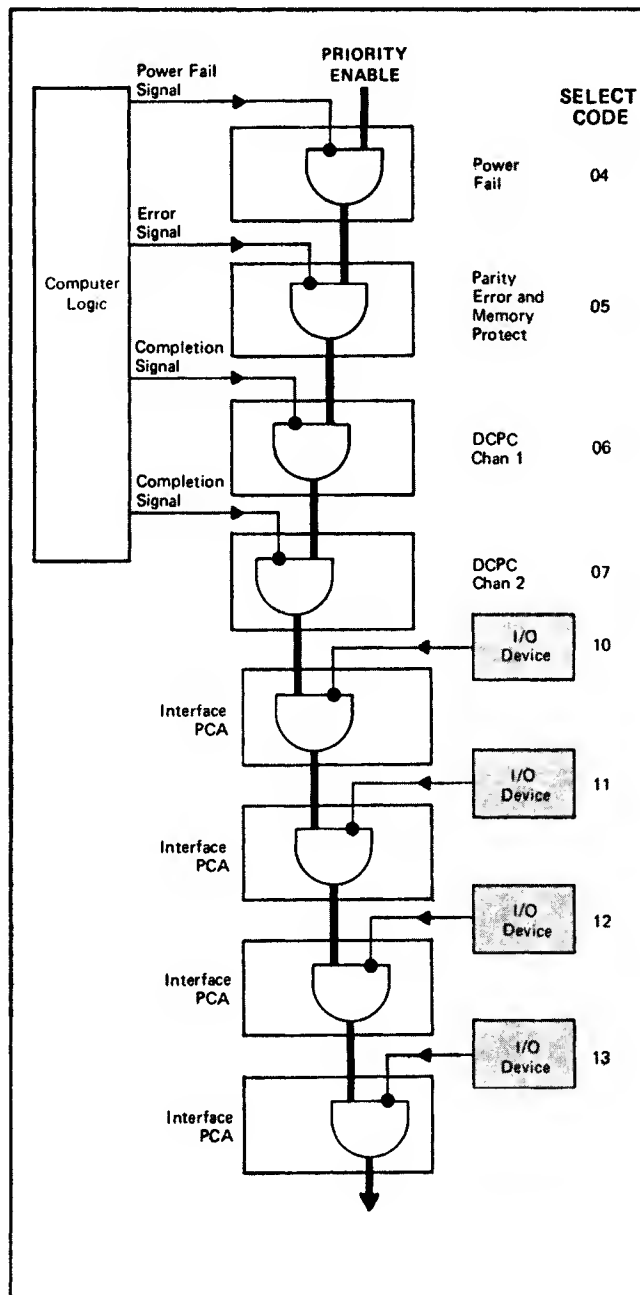 PRIORITY
ENABLE
SELECT
CODE
Power Fail
Signal
Power
Fail
04
Error
Signal
Computer
Logic
Parity
Error and
Memory
Protect
05
Completion
Signal
DCPC
Chan 1
06
Completion
Signal
DCPC
Chan 2
07
I/O
Device
10
Interface
PCA
I/O
Device
11
Interface
PCA
I/O
Device
12
Interface
PCA
I/O
Device
13
Interface
PCA